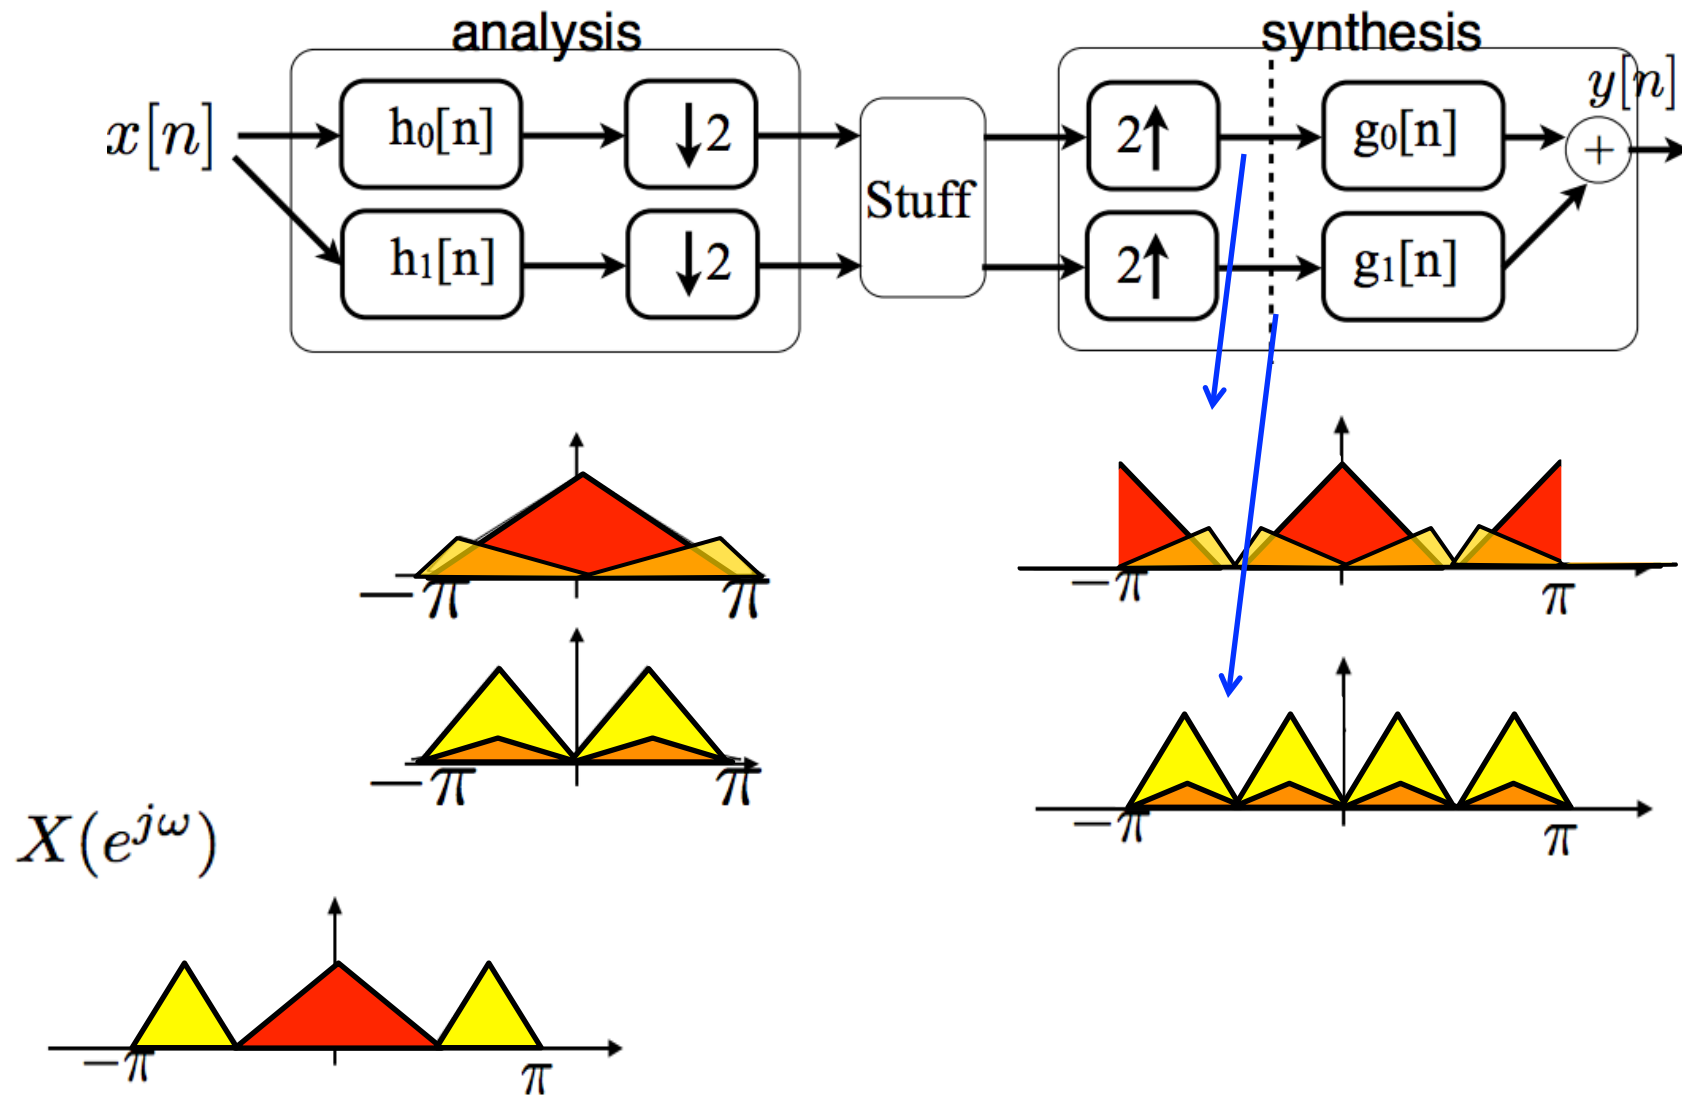 analysis
synthesis
x[n]
h₀[n]
↓2
2↑
g₀[n]
y[n]
+
Stuff
h₁[n]
↓2
2↑
g₁[n]
−π
π
−π
π
−π
π
−π
π
X(e^{jω})
−π
π